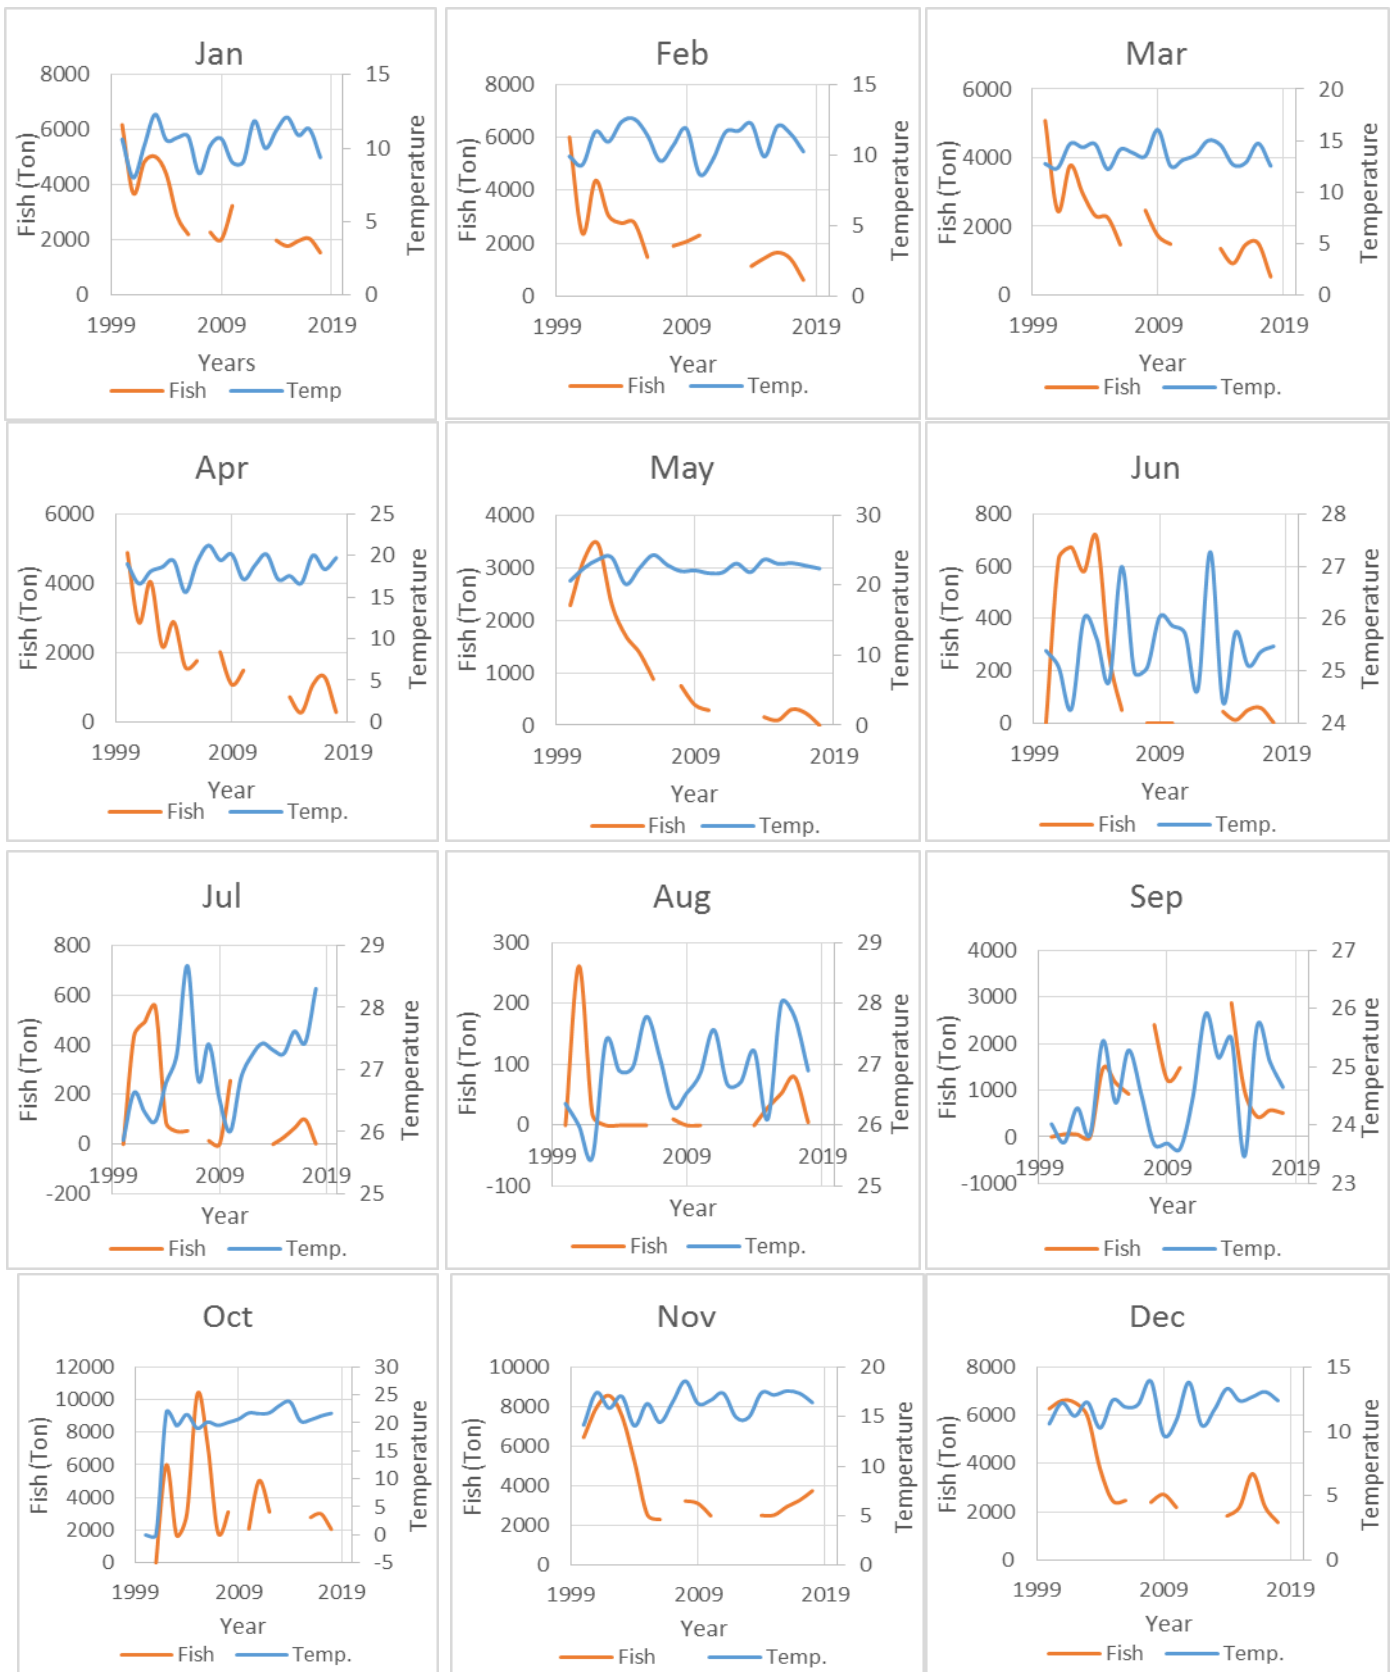 Jan
8000
6000
4000
2000
0
Fish (Ton)
15
10
5
0
Temperature
1999 2009 2019
Years
Fish Temp
Feb
8000
6000
4000
2000
0
Fish (Ton)
15
10
5
0
Temperature
1999 2009 2019
Year
Fish Temp.
Mar
6000
4000
2000
0
Fish (Ton)
20
15
10
5
0
Temperature
1999 2009 2019
Year
Fish Temp.
Apr
6000
4000
2000
0
Fish (Ton)
25
20
15
10
5
0
Temperature
1999 2009 2019
Year
Fish Temp.
May
4000
3000
2000
1000
0
Fish (Ton)
30
20
10
0
Temperature
1999 2009 2019
Year
Fish Temp.
Jun
800
600
400
200
0
Fish (Ton)
28
27
26
25
24
Temperature
1999 2009 2019
Year
Fish Temp.
Jul
800
600
400
200
0
-200
Fish (Ton)
29
28
27
26
25
Temperature
1999 2009 2019
Year
Fish Temp.
Aug
300
200
100
0
-100
Fish (Ton)
29
28
27
26
25
Temperature
1999 2009 2019
Year
Fish Temp.
Sep
4000
3000
2000
1000
0
-1000
Fish (Ton)
27
26
25
24
23
Temperature
1999 2009 2019
Year
Fish Temp.
Oct
12000
10000
8000
6000
4000
2000
0
Fish (Ton)
30
25
20
15
10
5
0
-5
Temperature
1999 2009 2019
Year
Fish Temp.
Nov
10000
8000
6000
4000
2000
0
Fish (Ton)
20
15
10
5
0
Temperature
1999 2009 2019
Year
Fish Temp.
Dec
8000
6000
4000
2000
0
Fish (Ton)
15
10
5
0
Temperature
1999 2009 2019
Year
Fish Temp.